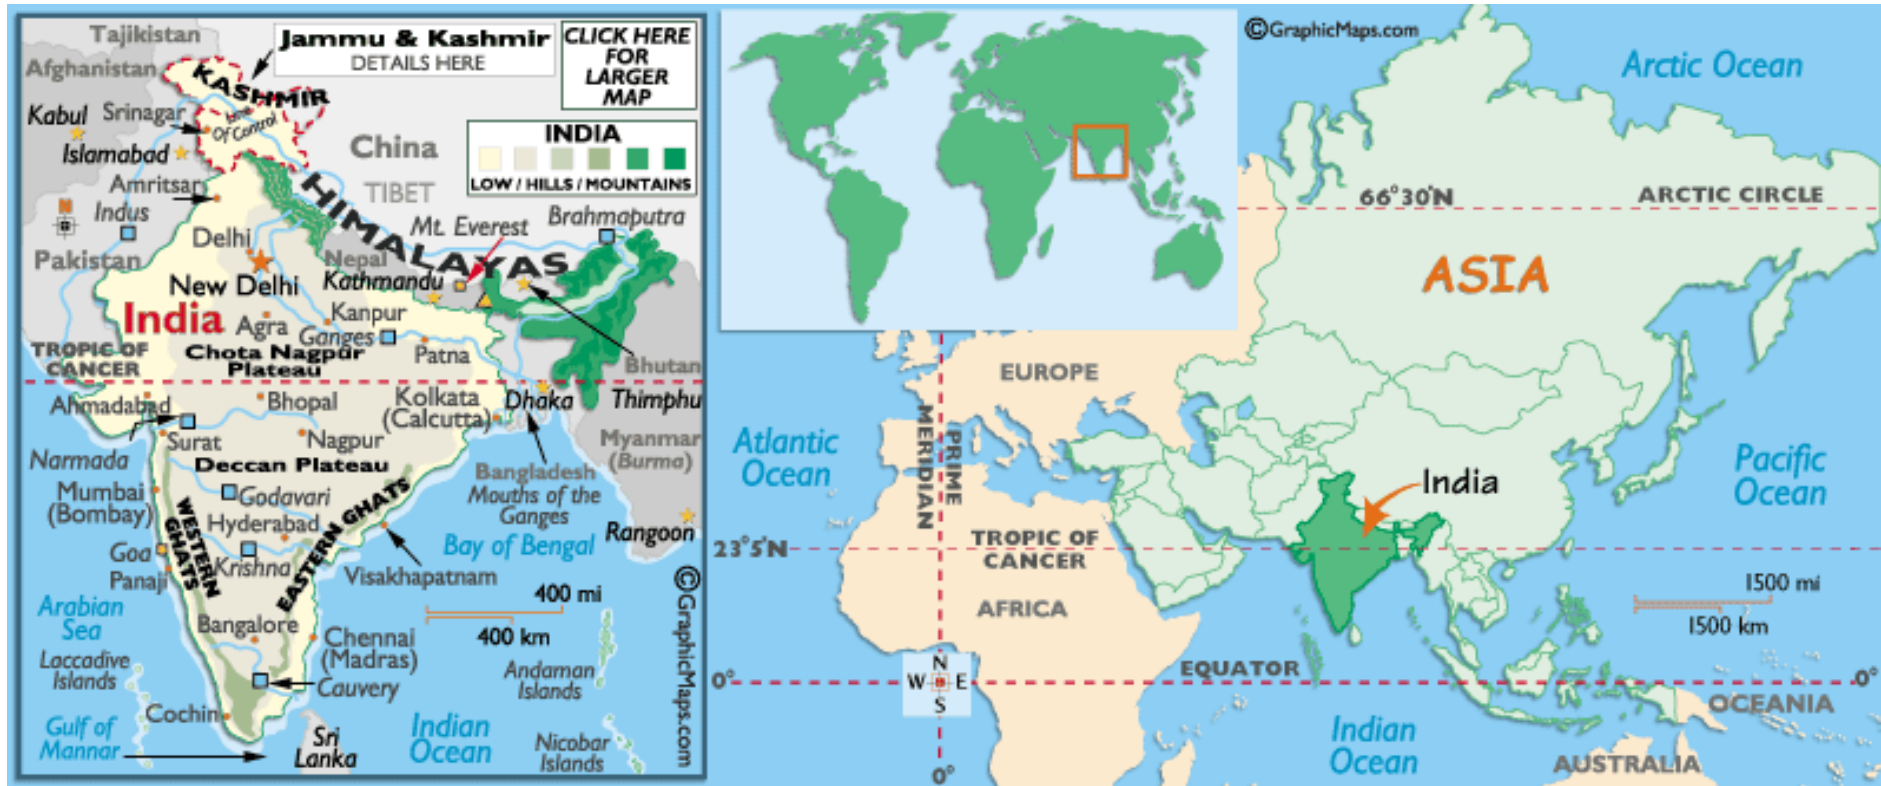 Tajikistan
Afghanistan
Jammu & Kashmir
DETAILS HERE
CLICK HERE
FOR
LARGER
MAP
KASHMIR
Kabul
Srinagar
Line
Of Control
Islamabad
China
TIBET
INDIA
LOW / HILLS / MOUNTAINS
Amritsar
N
Indus
HIMALAYAS
Mt. Everest
Brahmaputra
Delhi
Pakistan
Nepal
Kathmandu
New Delhi
India
Agra
Kanpur
Ganges
Patna
TROPIC OF
CANCER
Chota Nagpur
Plateau
Bhutan
Thimphu
Ahmadabad
Bhopal
Kolkata
(Calcutta)
Dhaka
Surat
Nagpur
Narmada
Deccan Plateau
Bangladesh
Myanmar
(Burma)
Mumbai
(Bombay)
Godavari
Mouths of the
Ganges
WESTERN
GHATS
EASTERN GHATS
Hyderabad
Rangoon
Goa
Panaji
Krishna
Bay of Bengal
Visakhapatnam
Arabian
Sea
400 mi
400 km
Bangalore
Chennai
(Madras)
Laccadive
Islands
Cauvery
Andaman
Islands
Cochin
Gulf of
Mannar
Sri
Lanka
Indian
Ocean
Nicobar
Islands
©GraphicMaps.com
©GraphicMaps.com
Arctic Ocean
66°30'N
ARCTIC CIRCLE
ASIA
EUROPE
Atlantic
Ocean
PRIME
MERIDIAN
Pacific
Ocean
India
23°5'N
TROPIC OF
CANCER
AFRICA
1500 mi
1500 km
EQUATOR
0°
N
W E
S
0°
OCEANIA
Indian
Ocean
AUSTRALIA
0°